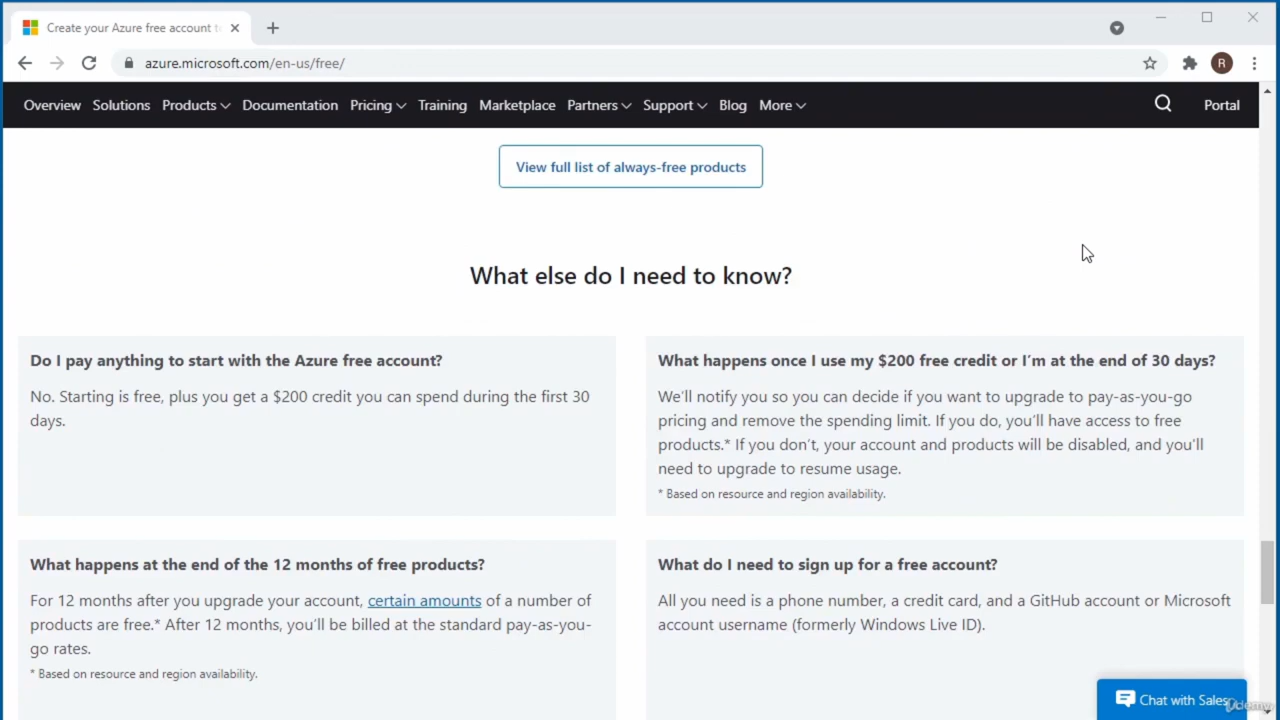 Create your Azure free account t
azure.microsoft.com/en-us/free/
R
Overview Solutions Products Documentation Pricing Training Marketplace Partners Support Blog More Portal
View full list of always-free products
What else do I need to know?
Do I pay anything to start with the Azure free account?
No. Starting is free, plus you get a $200 credit you can spend during the first 30
days.
What happens once I use my $200 free credit or I'm at the end of 30 days?
We'll notify you so you can decide if you want to upgrade to pay-as-you-go
pricing and remove the spending limit. If you do, you'll have access to free
products.* If you don't, your account and products will be disabled, and you'll
need to upgrade to resume usage.
* Based on resource and region availability.
What happens at the end of the 12 months of free products?
For 12 months after you upgrade your account, certain amounts of a number of
products are free.* After 12 months, you'll be billed at the standard pay-as-you-
go rates.
* Based on resource and region availability.
What do I need to sign up for a free account?
All you need is a phone number, a credit card, and a GitHub account or Microsoft
account username (formerly Windows Live ID).
Chat with Sales
Udemy